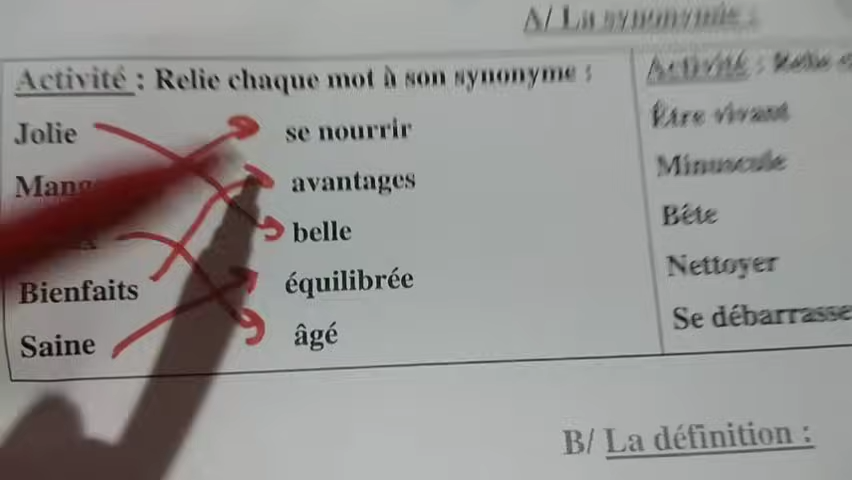 A/ La synonymie :
Activité : Relie chaque mot à son synonyme :
Jolie se nourrir
avantages
belle
Bienfaits équilibrée
Saine âgé
Activité : Relie
Être vivant
Minuscule
Bête
Nettoyer
Se débarrasse
B/ La définition :